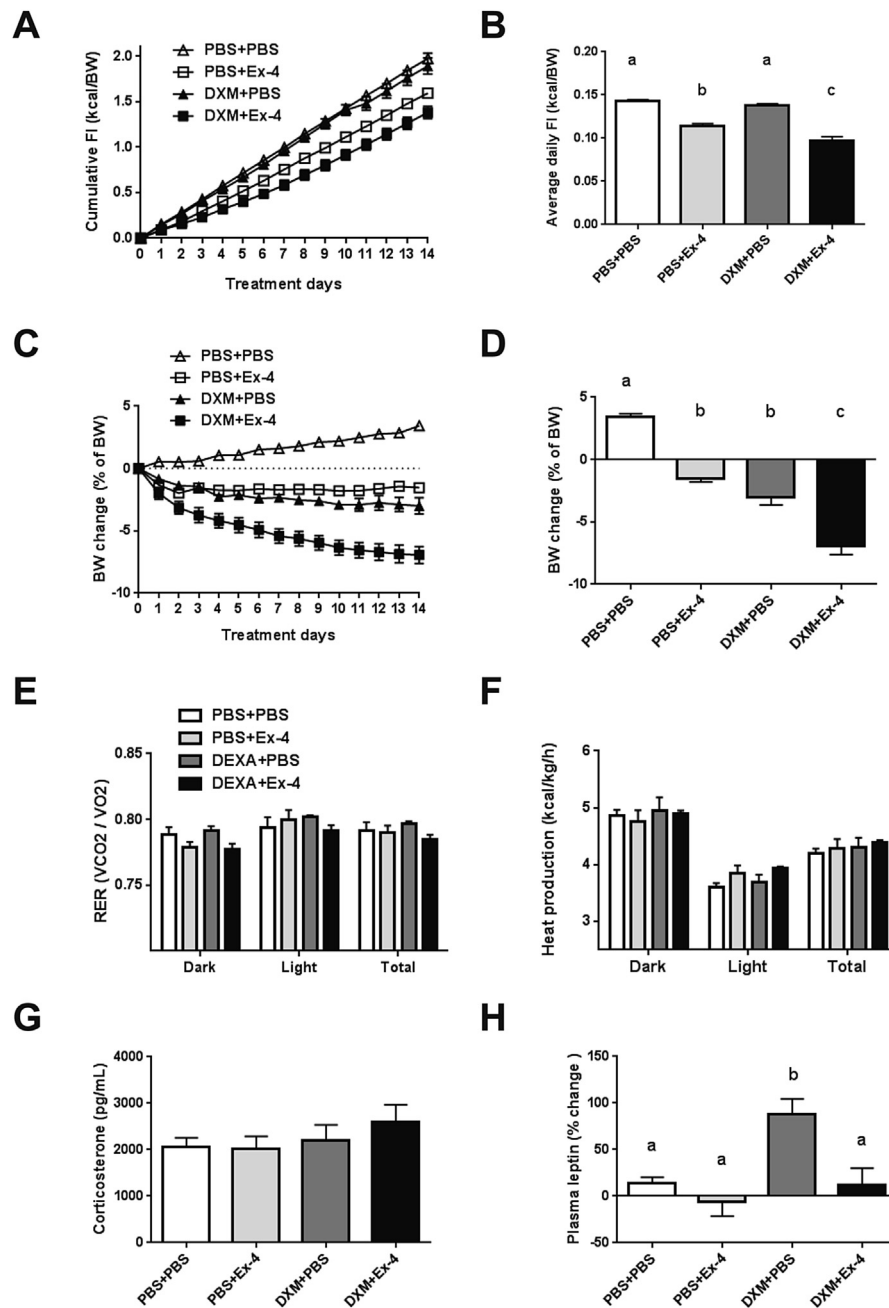 A
PBS+PBS
PBS+Ex-4
DXM+PBS
DXM+Ex-4
Cumulative FI (kcal/BW)
2.0
1.5
1.0
0.5
0.0
0 1 2 3 4 5 6 7 8 9 10 11 12 13 14
Treatment days
B
Average daily FI (kcal/BW)
0.20
0.15
0.10
0.05
0.00
a
b
a
c
PBS+PBS
PBS+Ex-4
DXM+PBS
DXM+Ex-4
C
PBS+PBS
PBS+Ex-4
DXM+PBS
DXM+Ex-4
BW change (% of BW)
5
0
-5
-10
0 1 2 3 4 5 6 7 8 9 10 11 12 13 14
Treatment days
D
BW change (% of BW)
5
0
-5
-10
a
b
b
c
PBS+PBS
PBS+Ex-4
DXM+PBS
DXM+Ex-4
E
PBS+PBS
PBS+Ex-4
DEXA+PBS
DEXA+Ex-4
RER (VCO2 / VO2)
0.85
0.80
0.75
Dark Light Total
F
Heat production (kcal/kg/h)
6
5
4
3
Dark Light Total
G
Corticosterone (pg/mL)
4000
3000
2000
1000
0
PBS+PBS
PBS+Ex-4
DXM+PBS
DXM+Ex-4
H
Plasma leptin (% change )
150
100
50
0
-50
a
a
b
a
PBS+PBS
PBS+Ex-4
DXM+PBS
DXM+Ex-4